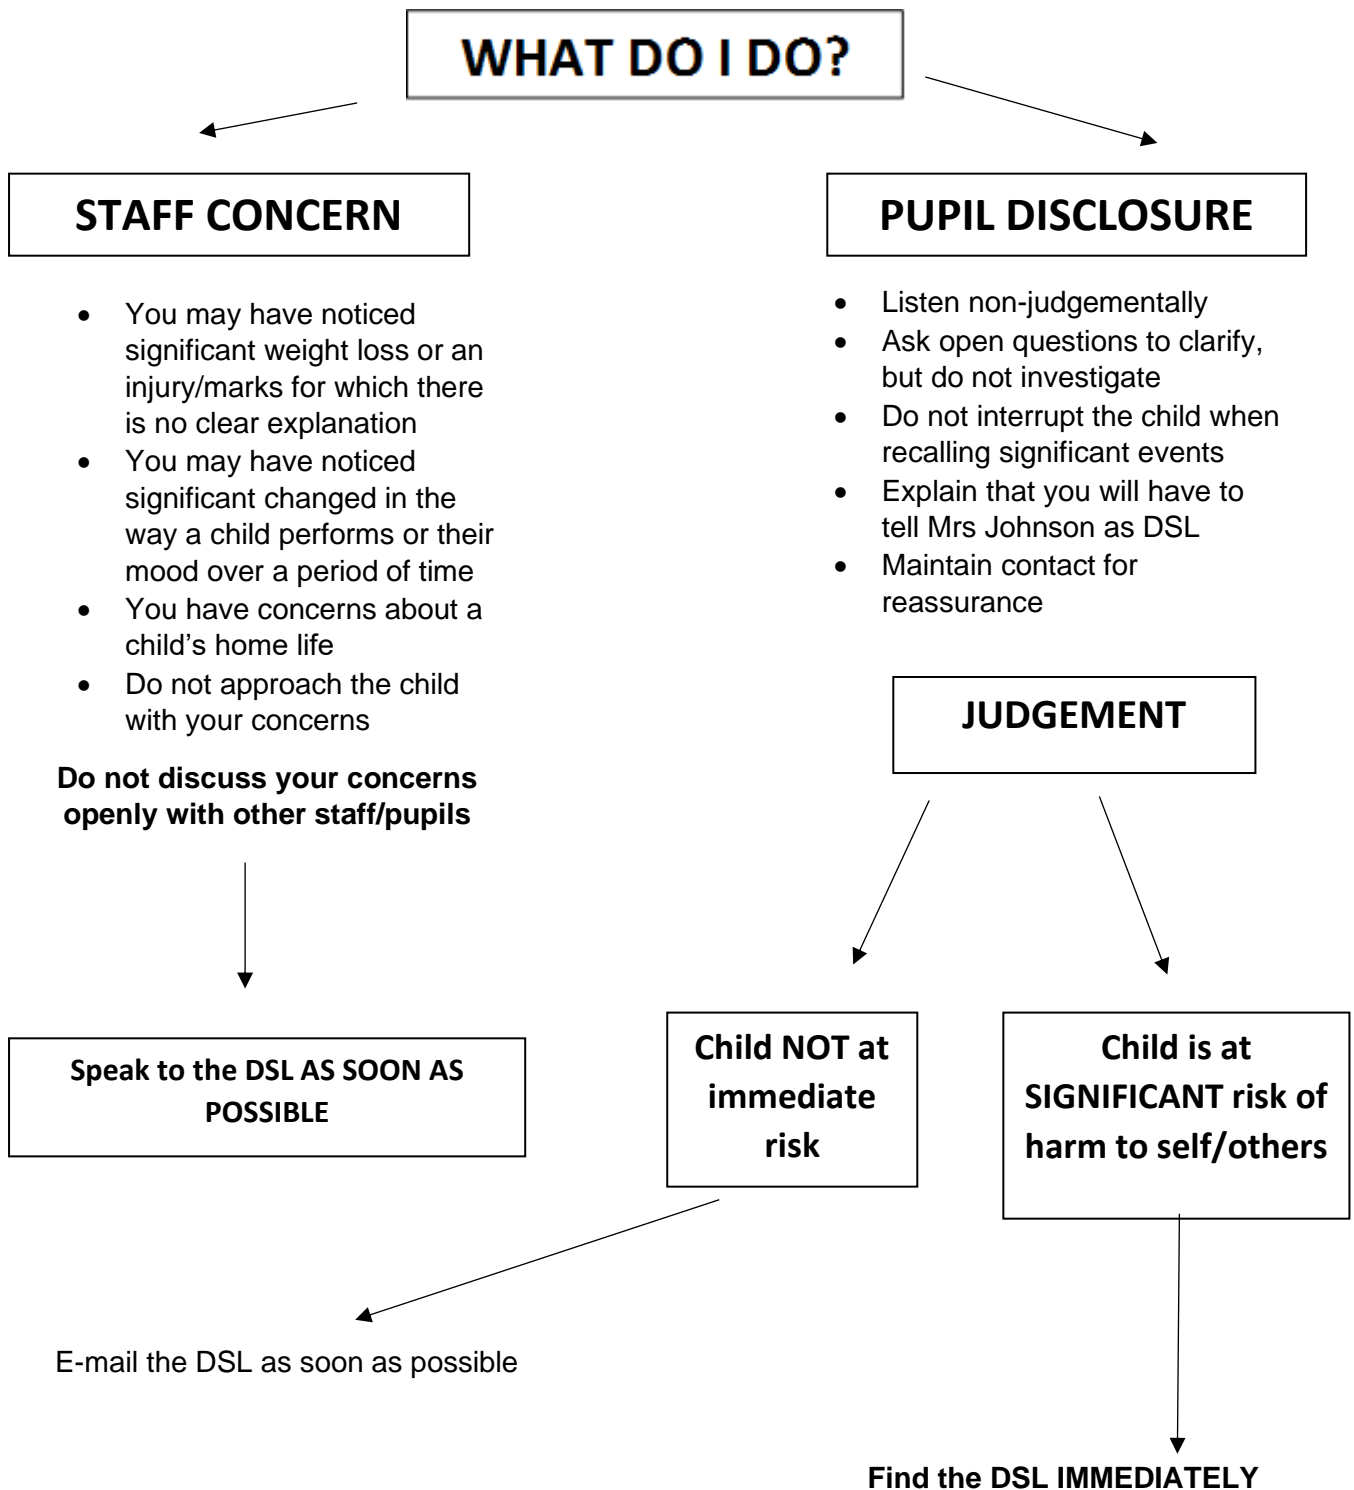 WHAT DO I DO?
STAFF CONCERN
• You may have noticed
significant weight loss or an
injury/marks for which there
is no clear explanation
• You may have noticed
significant changed in the
way a child performs or their
mood over a period of time
• You have concerns about a
child’s home life
• Do not approach the child
with your concerns
Do not discuss your concerns
openly with other staff/pupils
Speak to the DSL AS SOON AS
POSSIBLE
PUPIL DISCLOSURE
• Listen non-judgementally
• Ask open questions to clarify,
but do not investigate
• Do not interrupt the child when
recalling significant events
• Explain that you will have to
tell Mrs Johnson as DSL
• Maintain contact for
reassurance
JUDGEMENT
Child NOT at
immediate
risk
Child is at
SIGNIFICANT risk of
harm to self/others
E-mail the DSL as soon as possible
Find the DSL IMMEDIATELY